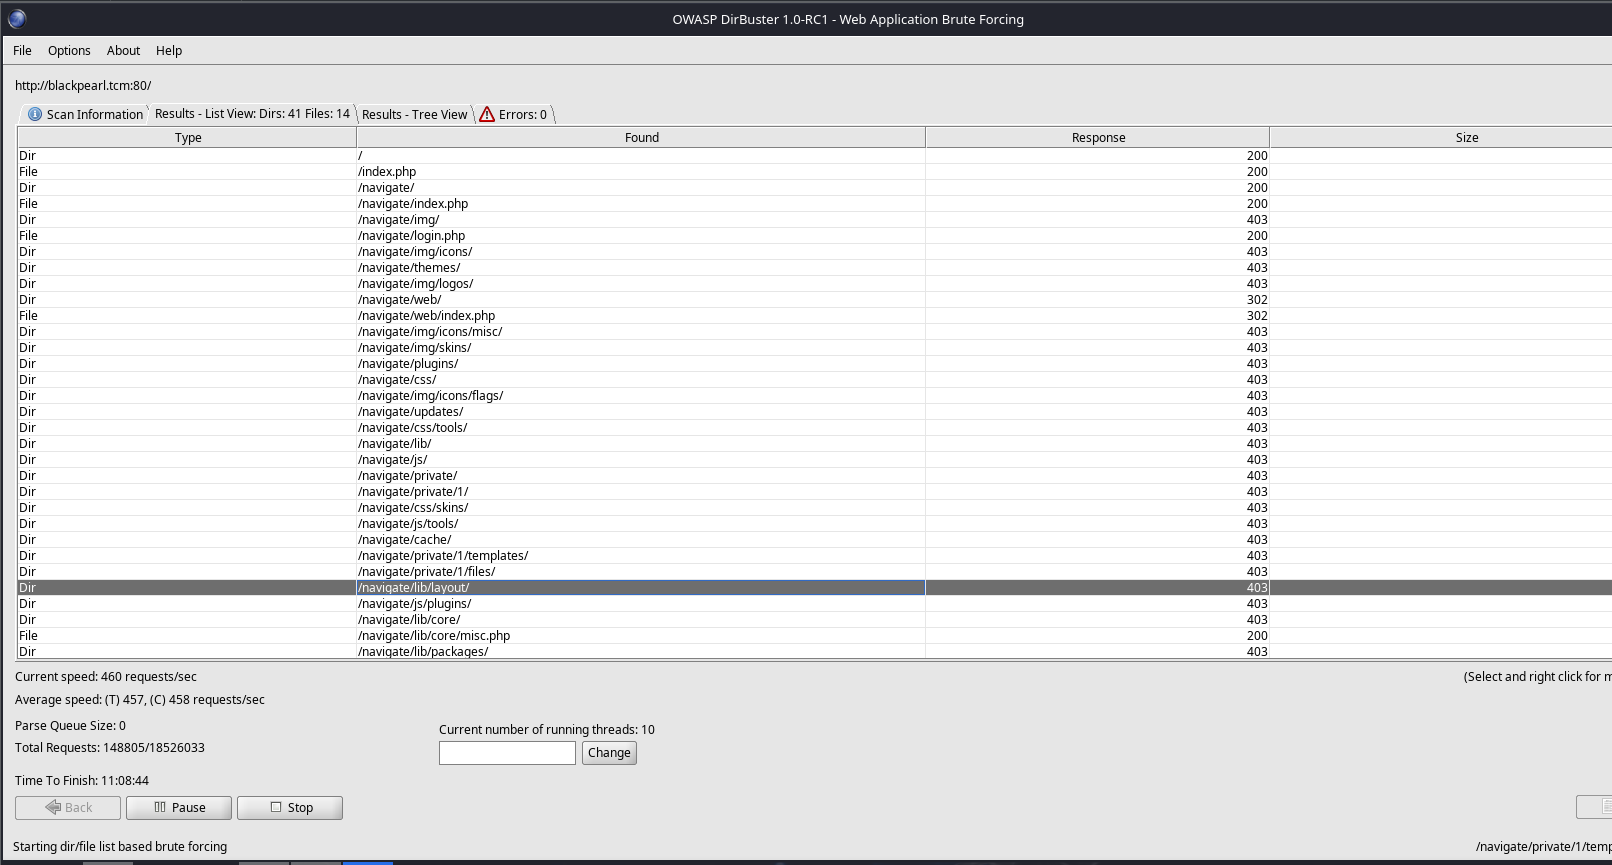 OWASP DirBuster 1.0-RC1 - Web Application Brute Forcing
File Options About Help
http://blackpearl.tcm:80/
Scan Information Results - List View: Dirs: 41 Files: 14 Results - Tree View Errors: 0
Type Found Response Size
Dir / 200
File /index.php 200
Dir /navigate/ 200
File /navigate/index.php 200
Dir /navigate/img/ 403
File /navigate/login.php 200
Dir /navigate/img/icons/ 403
Dir /navigate/themes/ 403
Dir /navigate/img/logos/ 403
Dir /navigate/web/ 302
File /navigate/web/index.php 302
Dir /navigate/img/icons/misc/ 403
Dir /navigate/img/skins/ 403
Dir /navigate/plugins/ 403
Dir /navigate/css/ 403
Dir /navigate/img/icons/flags/ 403
Dir /navigate/updates/ 403
Dir /navigate/css/tools/ 403
Dir /navigate/lib/ 403
Dir /navigate/js/ 403
Dir /navigate/private/ 403
Dir /navigate/private/1/ 403
Dir /navigate/css/skins/ 403
Dir /navigate/js/tools/ 403
Dir /navigate/cache/ 403
Dir /navigate/private/1/templates/ 403
Dir /navigate/private/1/files/ 403
Dir /navigate/lib/layout/ 403
Dir /navigate/js/plugins/ 403
Dir /navigate/lib/core/ 403
File /navigate/lib/core/misc.php 200
Dir /navigate/lib/packages/ 403
Current speed: 460 requests/sec (Select and right click for m
Average speed: (T) 457, (C) 458 requests/sec
Parse Queue Size: 0
Current number of running threads: 10
Total Requests: 148805/18526033
Change
Time To Finish: 11:08:44
Back Pause Stop
Starting dir/file list based brute forcing /navigate/private/1/temp